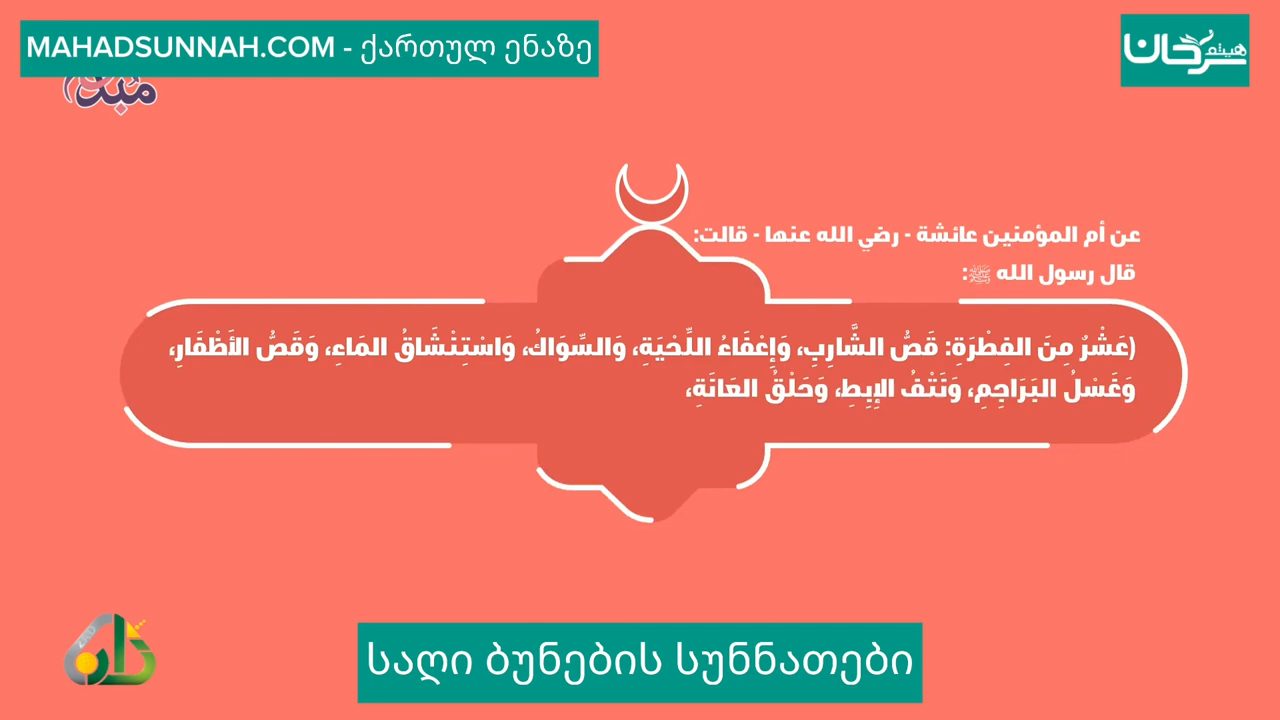 MAHADSUNNAH.COM - ქართულ ენაზე
هيثم
سرحان
عن أم المؤمنين عائشة - رضي الله عنها - قالت:
قال رسول الله ﷺ:
(عَشْرٌ مِنَ الفِطْرَةِ: قَصُّ الشَّارِبِ، وَإِعْفَاءُ اللِّحْيَةِ، وَالسِّوَاكُ، وَاسْتِنْشَاقُ المَاءِ، وَقَصُّ الأَظْفَارِ،
وَغَسْلُ البَرَاجِمِ، وَنَتْفُ الإِبِطِ، وَحَلْقُ العَانَةِ،
საღი ბუნების სუნნათები